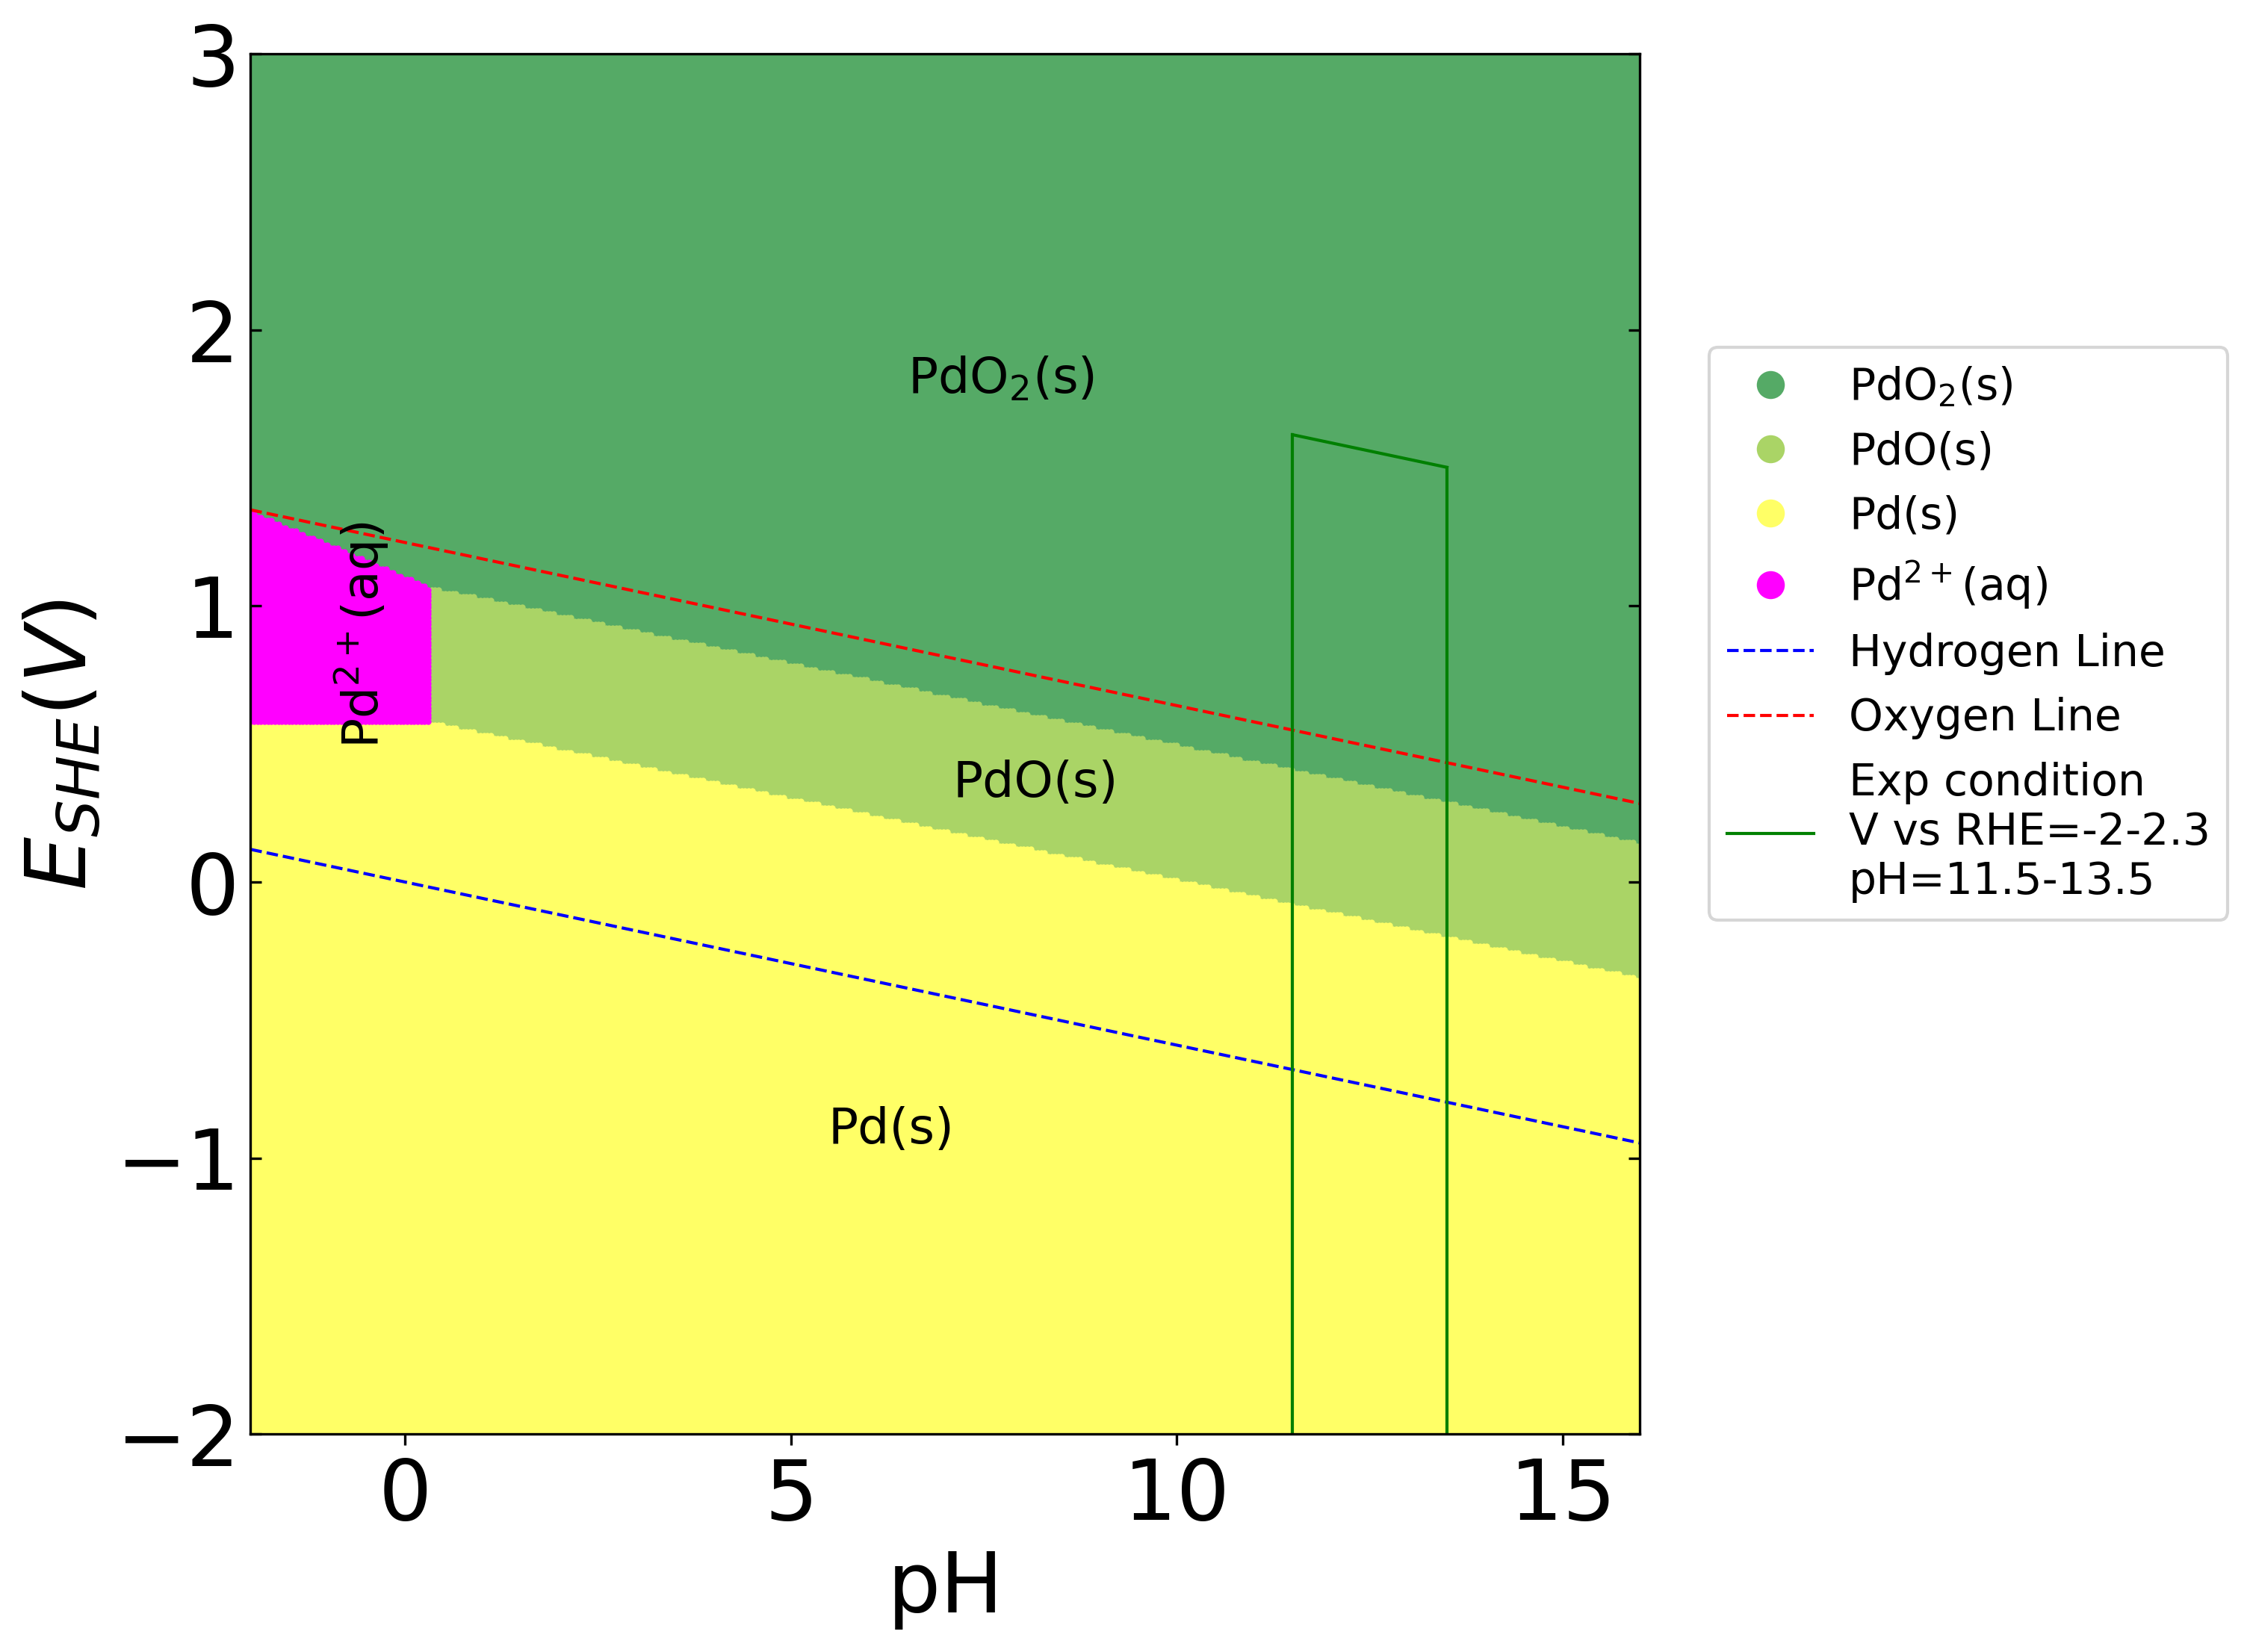 3
2
1
0
−1
−2
E_SHE(V)
0
5
10
15
pH
PdO₂(s)
Pd²⁺(aq)
PdO(s)
Pd(s)
PdO₂(s)
PdO(s)
Pd(s)
Pd²⁺(aq)
Hydrogen Line
Oxygen Line
Exp condition
V vs RHE=-2-2.3
pH=11.5-13.5